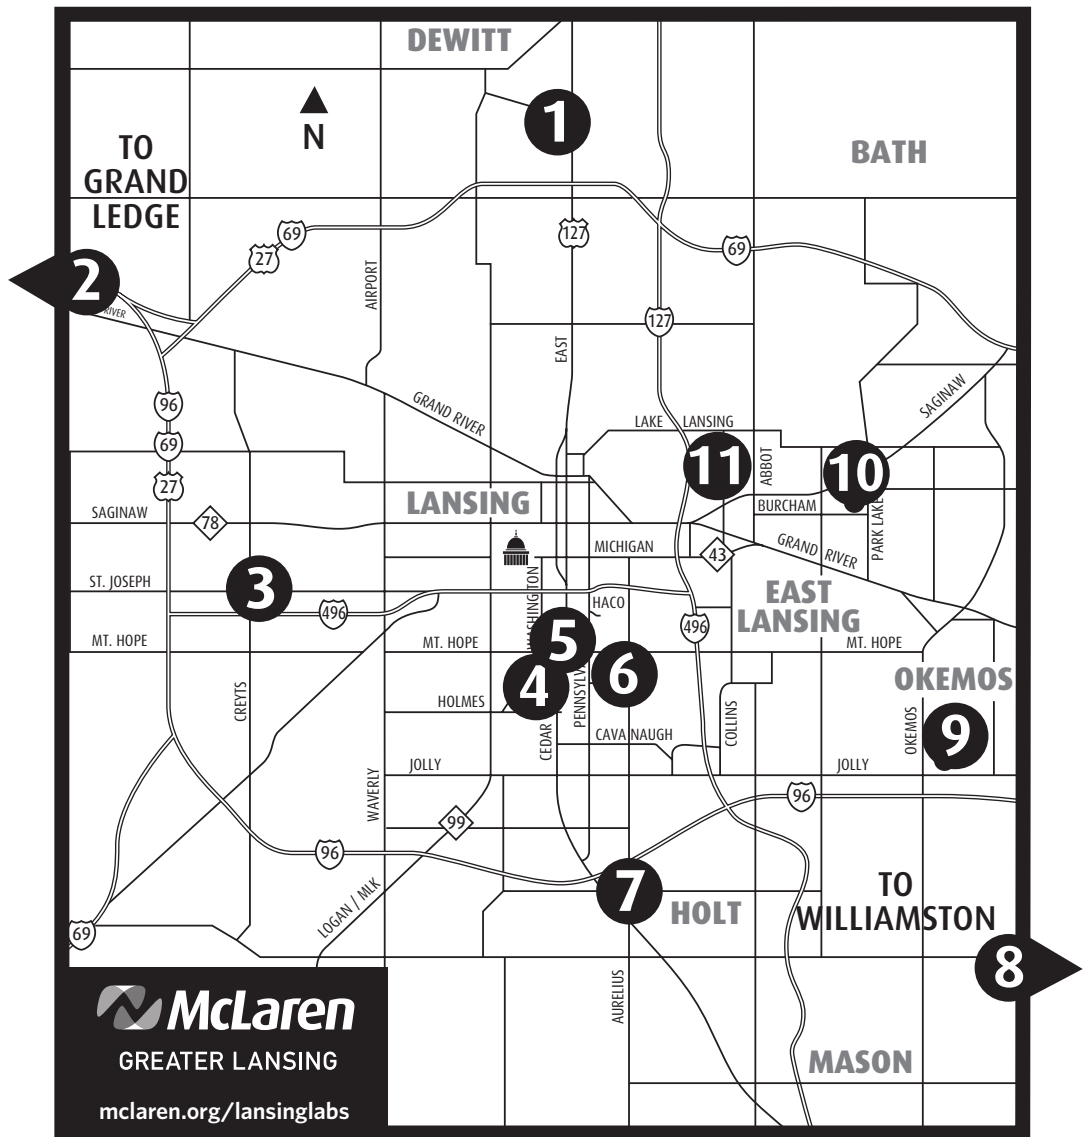 DEWITT
1
N
TO
GRAND
LEDGE
BATH
127
69
27
69
2
RIVER
AIRPORT
127
EAST
96
GRAND RIVER
SAGINAW
69
LAKE LANSING
11
ABBOT
10
27
LANSING
BURCHAM
PARK LAKE
SAGINAW
78
GRAND RIVER
MICHIGAN
43
ST. JOSEPH
3
WASHINGTON
EAST
LANSING
HACO
496
496
MT. HOPE
MT. HOPE
5
MT. HOPE
6
4
OKEMOS
HOLMES
PENNSYLV
CREYTS
CEDAR
CAVANAUGH
COLLINS
OKEMOS
9
JOLLY
JOLLY
WAVERLY
96
99
96
7
HOLT
TO
WILLIAMSTON
LOGAN / MLK
69
8
AURELIUS
McLaren
GREATER LANSING
MASON
mclaren.org/lansinglabs